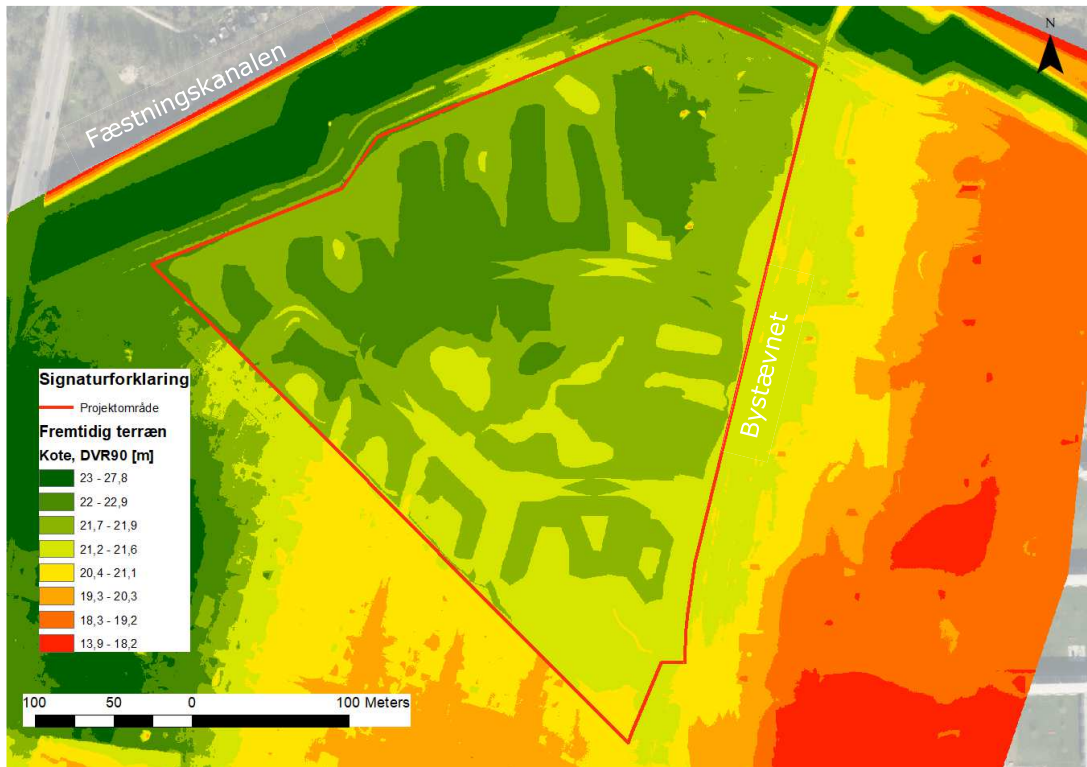 N
Fæstningskanalen
Bystævnet
Signaturforklaring
Projektområde
Fremtidig terræn
Kote, DVR90 [m]
23 - 27,8
22 - 22,9
21,7 - 21,9
21,2 - 21,6
20,4 - 21,1
19,3 - 20,3
18,3 - 19,2
13,9 - 18,2
100 50 0 100 Meters